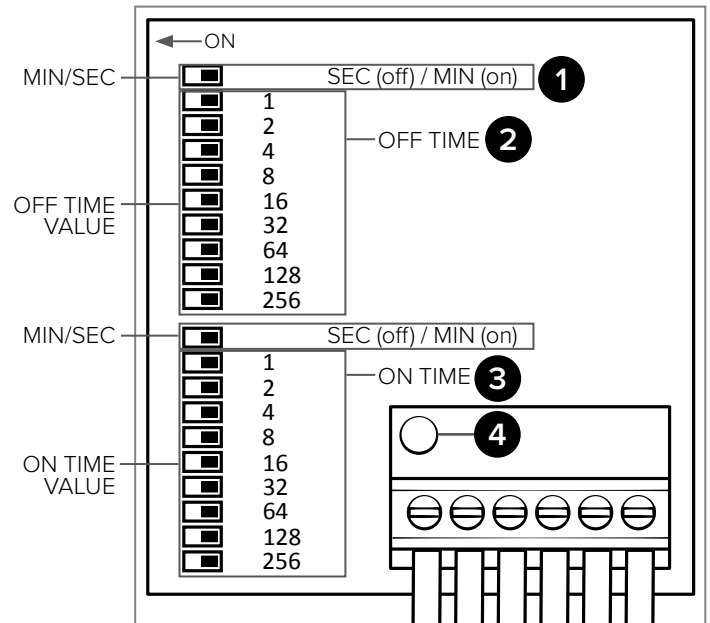 ON
MIN/SEC
SEC (off) / MIN (on)
1
1
2
4
8
16
32
64
128
256
OFF TIME
2
OFF TIME
VALUE
MIN/SEC
SEC (off) / MIN (on)
1
2
4
8
16
32
64
128
256
ON TIME
3
ON TIME
VALUE
4